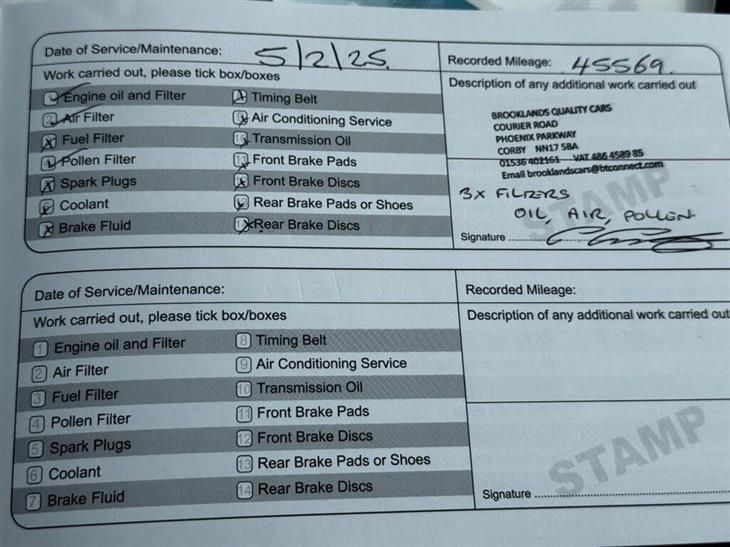 Date of Service/Maintenance: 5/2/25.
Recorded Mileage: 45569.
Work carried out, please tick box/boxes
Description of any additional work carried out
Engine oil and Filter
Timing Belt
Air Filter
Air Conditioning Service
Fuel Filter
Transmission Oil
Pollen Filter
Front Brake Pads
Spark Plugs
Front Brake Discs
Coolant
Rear Brake Pads or Shoes
Brake Fluid
Rear Brake Discs
BROOKLANDS QUALITY CARS
COURIER ROAD
PHOENIX PARKWAY
CORBY NN17 5BA
01536 402161 VAT 486 4589 85
Email brooklandscars@btconnect.com
STAMP
3X FILTERS
OIL, AIR, POLLEN
Signature
Date of Service/Maintenance:
Recorded Mileage:
Work carried out, please tick box/boxes
Description of any additional work carried out
1 Engine oil and Filter
8 Timing Belt
2 Air Filter
9 Air Conditioning Service
3 Fuel Filter
10 Transmission Oil
4 Pollen Filter
11 Front Brake Pads
5 Spark Plugs
12 Front Brake Discs
6 Coolant
13 Rear Brake Pads or Shoes
7 Brake Fluid
14 Rear Brake Discs
STAMP
Signature